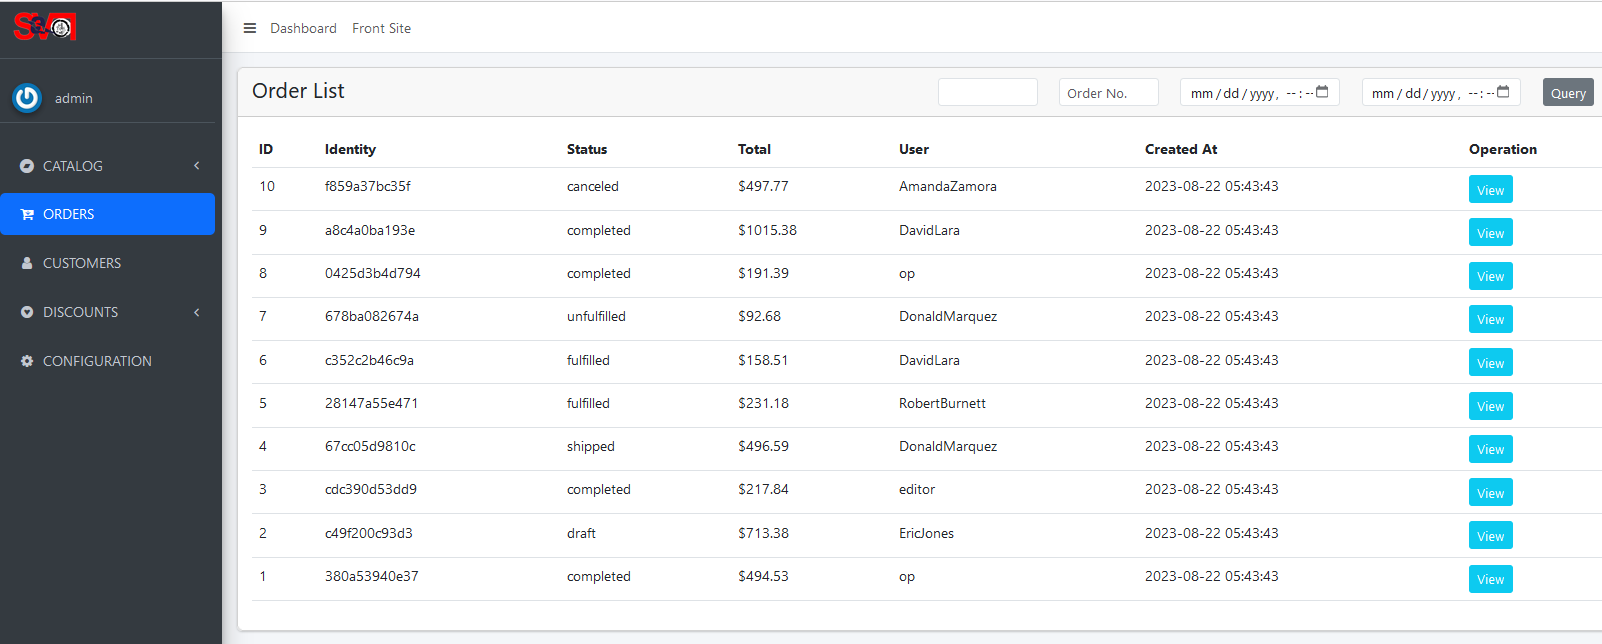 Dashboard Front Site
admin
CATALOG
ORDERS
CUSTOMERS
DISCOUNTS
CONFIGURATION
Order List Order No. mm/dd/yyyy, --:-- mm/dd/yyyy, --:-- Query
ID Identity Status Total User Created At Operation
10 f859a37bc35f canceled $497.77 AmandaZamora 2023-08-22 05:43:43 View
9 a8c4a0ba193e completed $1015.38 DavidLara 2023-08-22 05:43:43 View
8 0425d3b4d794 completed $191.39 op 2023-08-22 05:43:43 View
7 678ba082674a unfulfilled $92.68 DonaldMarquez 2023-08-22 05:43:43 View
6 c352c2b46c9a fulfilled $158.51 DavidLara 2023-08-22 05:43:43 View
5 28147a55e471 fulfilled $231.18 RobertBurnett 2023-08-22 05:43:43 View
4 67cc05d9810c shipped $496.59 DonaldMarquez 2023-08-22 05:43:43 View
3 cdc390d53dd9 completed $217.84 editor 2023-08-22 05:43:43 View
2 c49f200c93d3 draft $713.38 EricJones 2023-08-22 05:43:43 View
1 380a53940e37 completed $494.53 op 2023-08-22 05:43:43 View